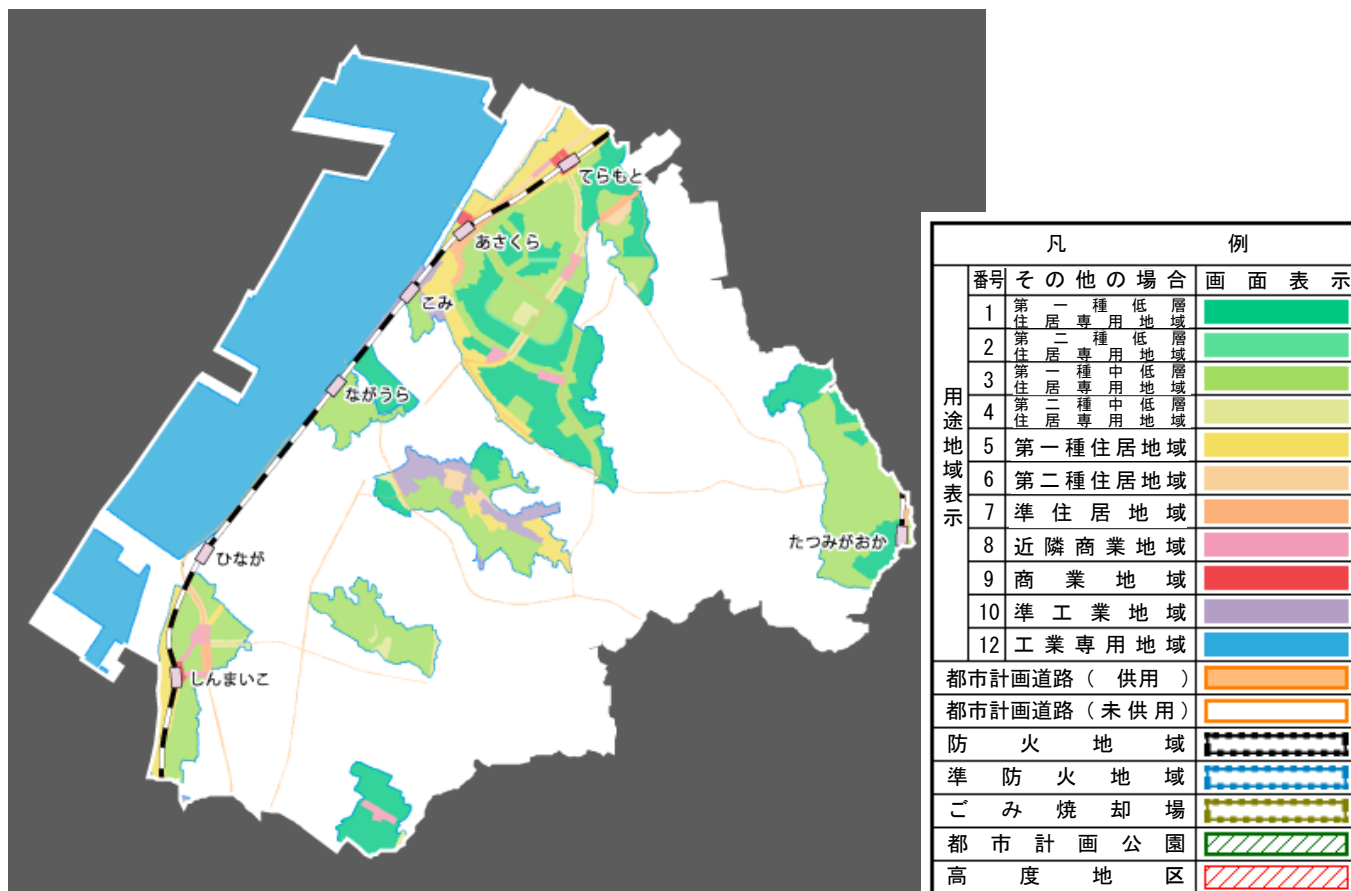 てらもと
あさくら
こみ
ながうら
ひなが
しんまいこ
たつみがおか
凡例
用途地域表示
番号 その他の場合 画面表示
1 第一種低層
住居専用地域
2 第二種低層
住居専用地域
3 第一種中低層
住居専用地域
4 第二種中低層
住居専用地域
5 第一種住居地域
6 第二種住居地域
7 準住居地域
8 近隣商業地域
9 商業地域
10 準工業地域
12 工業専用地域
都市計画道路（供用）
都市計画道路（未供用）
防火地域
準防火地域
ごみ焼却場
都市計画公園
高度地区